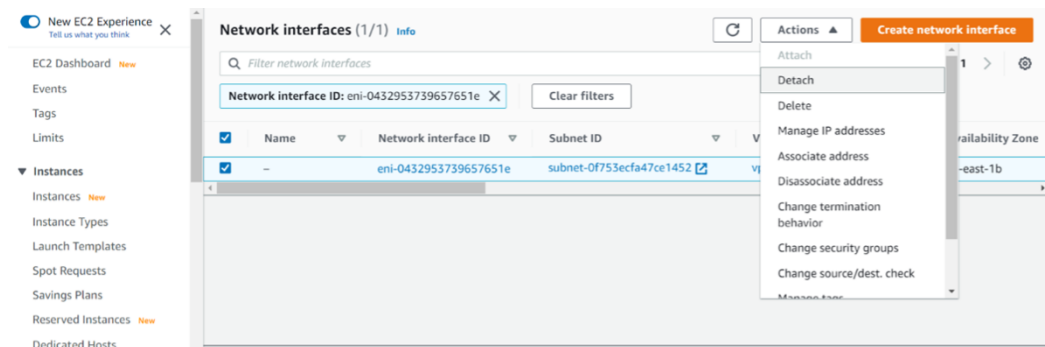 New EC2 Experience
Tell us what you think
EC2 Dashboard New
Events
Tags
Limits
Instances
Instances New
Instance Types
Launch Templates
Spot Requests
Savings Plans
Reserved Instances New
Dedicated Hosts
Network interfaces (1/1) Info
Actions
Create network interface
Filter network interfaces
1
Network interface ID: eni-0432953739657651e
Clear filters
Name
Network interface ID
Subnet ID
V
vailability Zone
–
eni-0432953739657651e
subnet-0f753ecfa47ce1452
vp
-east-1b
Attach
Detach
Delete
Manage IP addresses
Associate address
Disassociate address
Change termination
behavior
Change security groups
Change source/dest. check
Manage tags